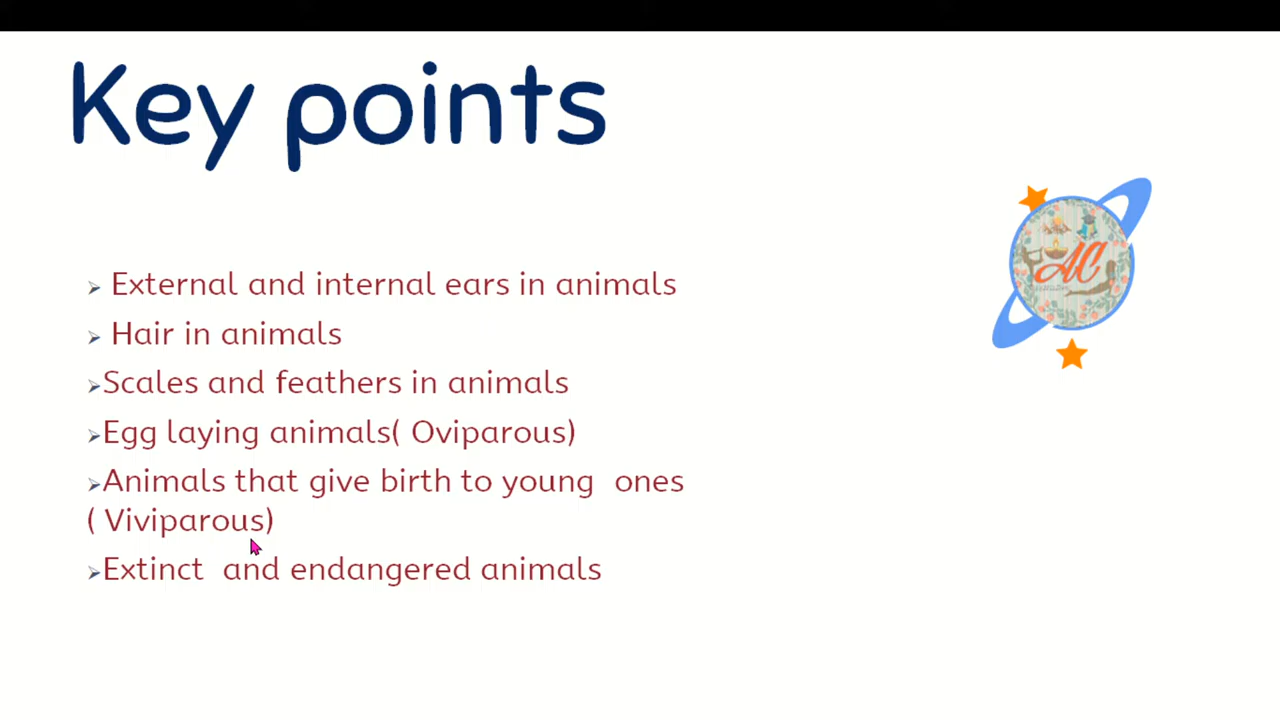 Key points
➢ External and internal ears in animals
➢ Hair in animals
➢Scales and feathers in animals
➢Egg laying animals( Oviparous)
➢Animals that give birth to young  ones
( Viviparous)
➢Extinct  and endangered animals
AC